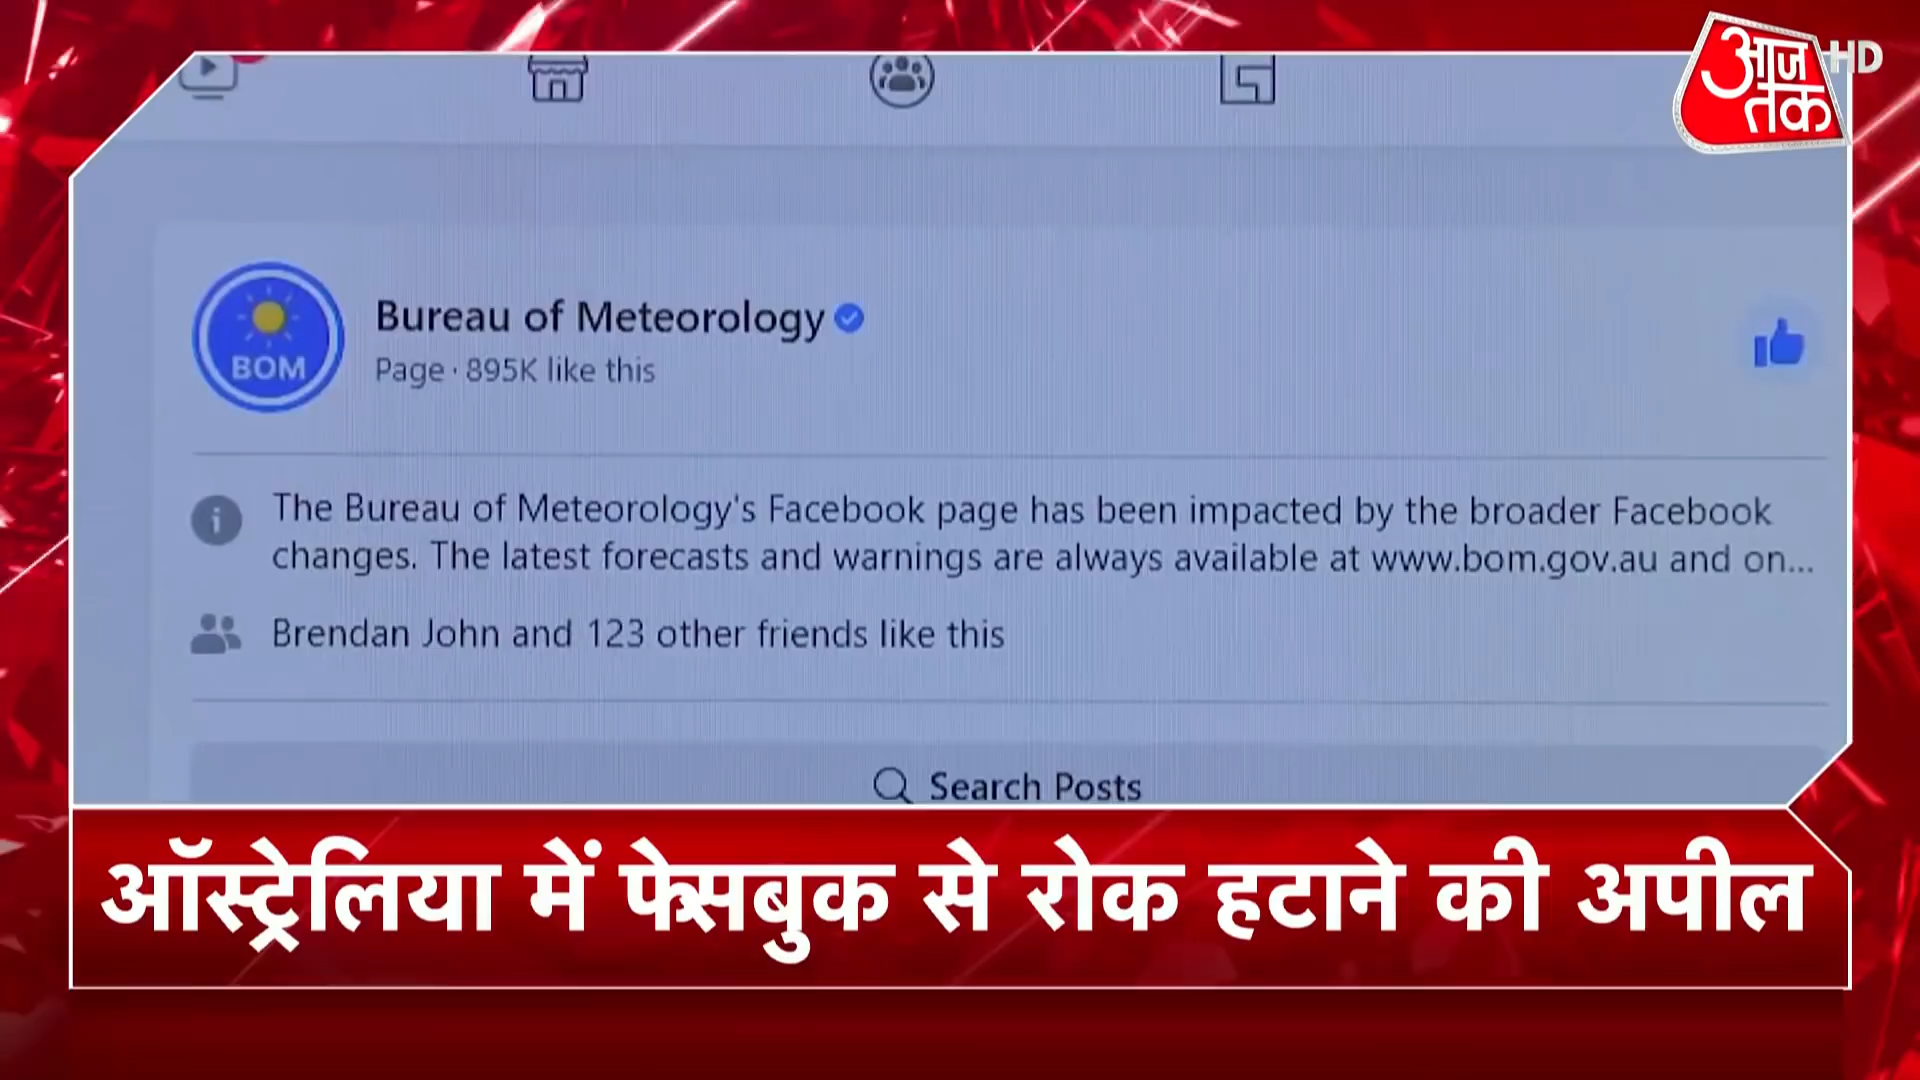 आज
तक
HD
BOM
Bureau of Meteorology
Page · 895K like this
The Bureau of Meteorology's Facebook page has been impacted by the broader Facebook
changes. The latest forecasts and warnings are always available at www.bom.gov.au and on...
Brendan John and 123 other friends like this
Search Posts
ऑस्ट्रेलिया में फेसबुक से रोक हटाने की अपील